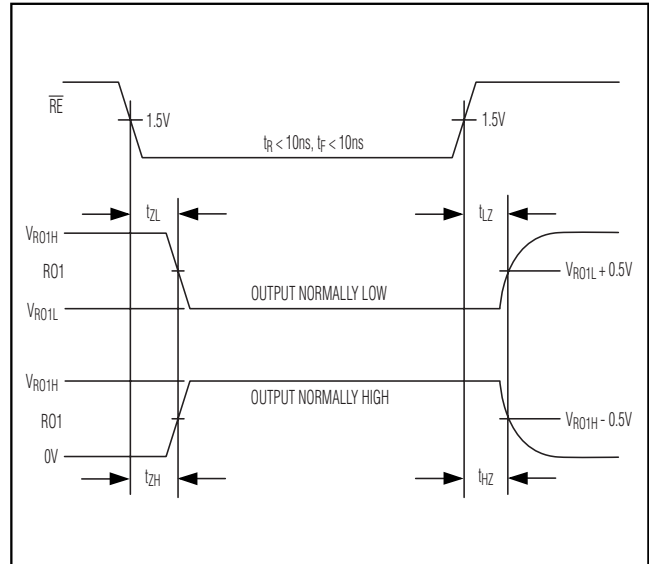 RE
1.5V
1.5V
tR < 10ns, tF < 10ns
tZL
tLZ
VRO1H
RO1
VRO1L + 0.5V
OUTPUT NORMALLY LOW
VRO1L
VRO1H
OUTPUT NORMALLY HIGH
RO1
VRO1H - 0.5V
0V
tZH
tHZ